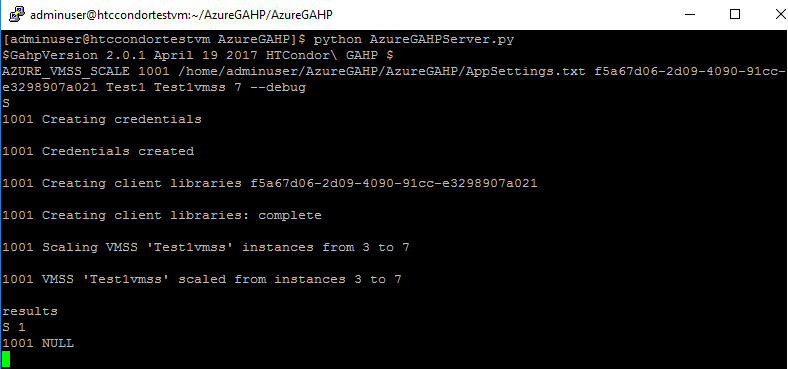 adminuser@htccondortestvm:~/AzureGAHP/AzureGAHP
[adminuser@htccondortestvm AzureGAHP]$ python AzureGAHPServer.py
$GahpVersion 2.0.1 April 19 2017 HTCondor\ GAHP $
AZURE_VMSS_SCALE 1001 /home/adminuser/AzureGAHP/AzureGAHP/AppSettings.txt f5a67d06-2d09-4090-91cc-
e3298907a021 Test1 Test1vmss 7 --debug
S
1001 Creating credentials
1001 Credentials created
1001 Creating client libraries f5a67d06-2d09-4090-91cc-e3298907a021
1001 Creating client libraries: complete
1001 Scaling VMSS 'Test1vmss' instances from 3 to 7
1001 VMSS 'Test1vmss' scaled from instances 3 to 7
results
S 1
1001 NULL